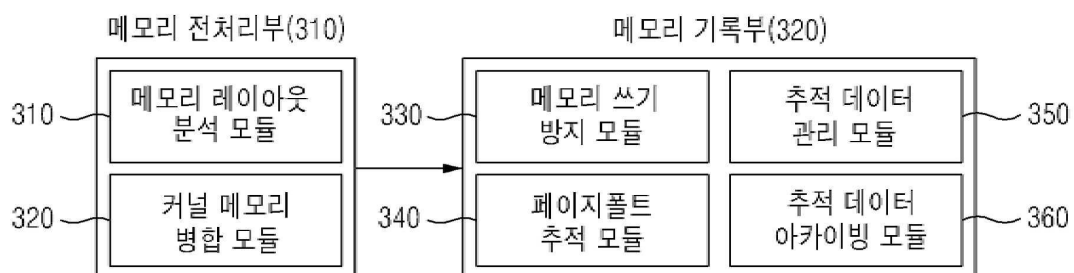 메모리 전처리부(310)
메모리 기록부(320)
310
메모리 레이아웃
분석 모듈
320
커널 메모리
병합 모듈
330
메모리 쓰기
방지 모듈
340
페이지폴트
추적 모듈
추적 데이터
관리 모듈
350
추적 데이터
아카이빙 모듈
360